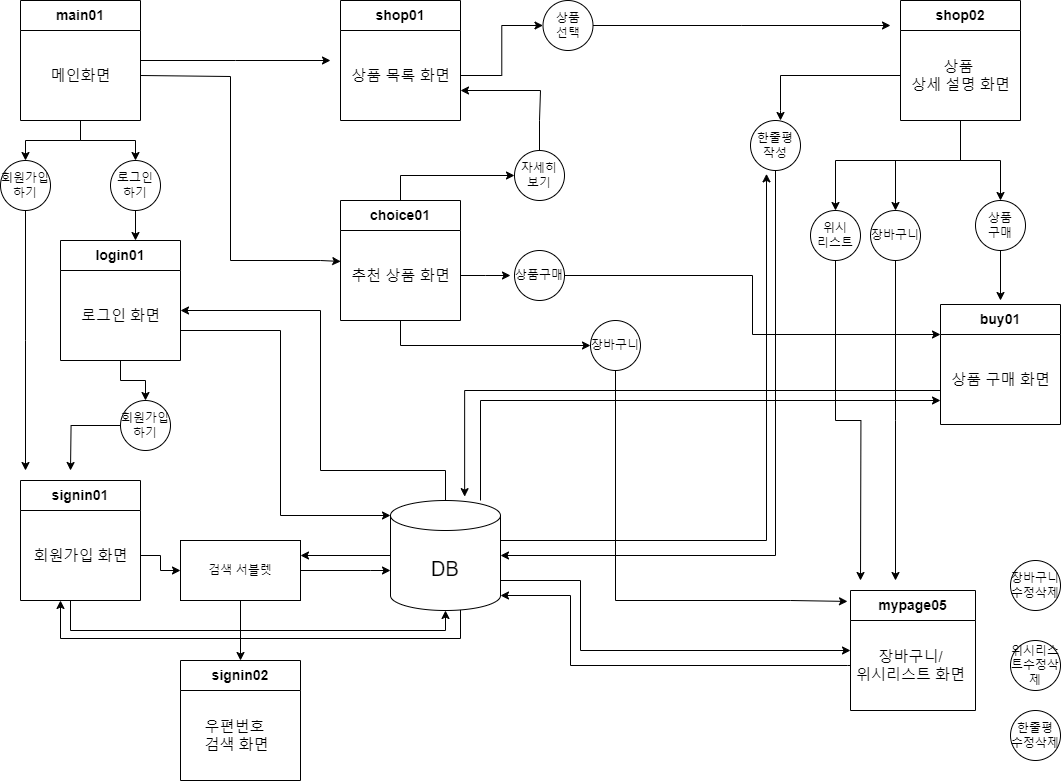 main01
메인화면
shop01
상품 목록 화면
상품
선택
shop02
상품
상세 설명 화면
한줄평
작성
회원가입
하기
로그인
하기
자세히
보기
choice01
추천 상품 화면
위시
리스트
장바구니
상품
구매
login01
로그인 화면
상품구매
buy01
상품 구매 화면
장바구니
회원가입
하기
signin01
회원가입 화면
검색 서블렛
DB
signin02
우편번호
검색 화면
mypage05
장바구니/
위시리스트 화면
장바구니
수정삭제
위시리스
트수정삭
제
한줄평
수정삭제